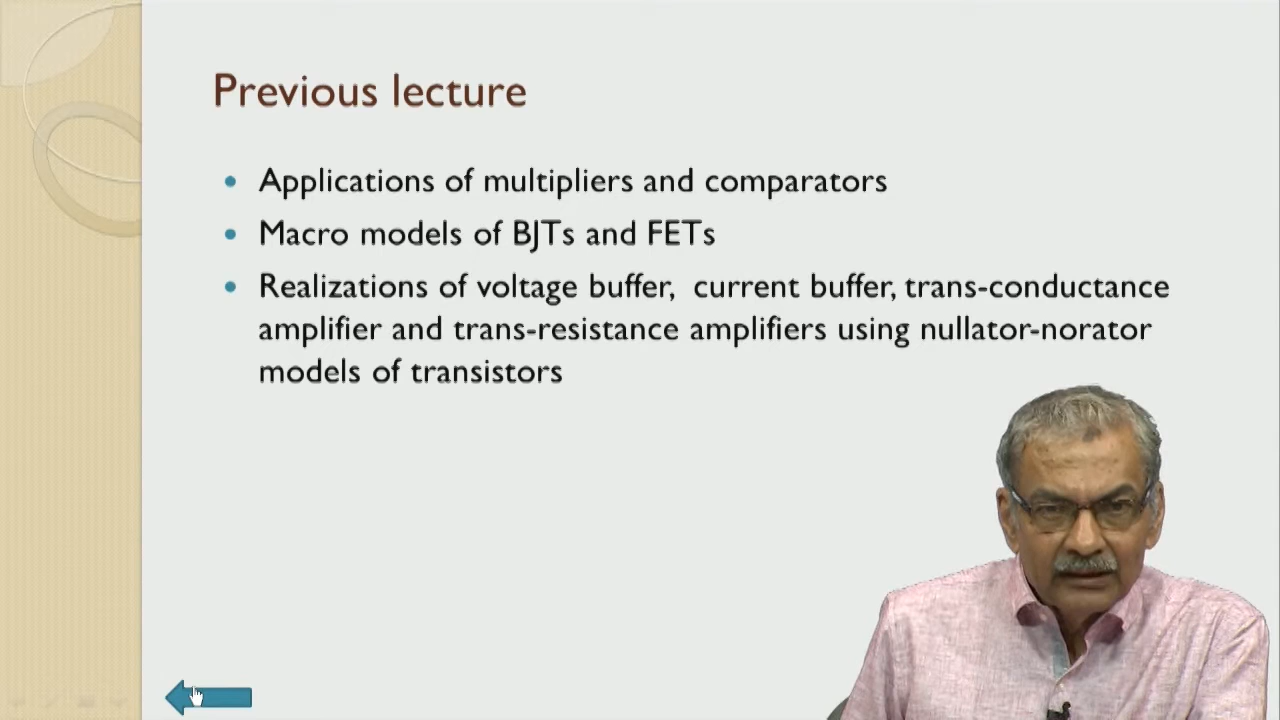 Previous lecture
• Applications of multipliers and comparators
• Macro models of BJTs and FETs
• Realizations of voltage buffer, current buffer, trans-conductance
amplifier and trans-resistance amplifiers using nullator-norator
models of transistors